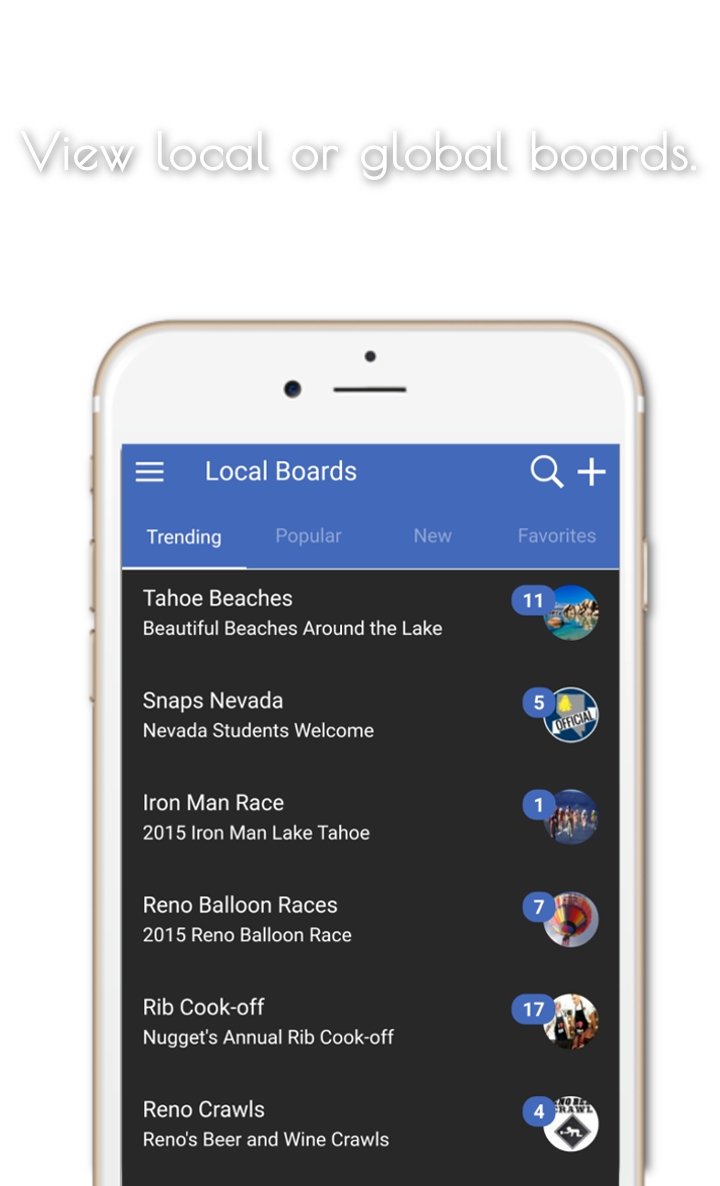 View local or global boards.
Local Boards
Trending Popular New Favorites
Tahoe Beaches
11
Beautiful Beaches Around the Lake
Snaps Nevada
5
OFFICIAL
Nevada Students Welcome
Iron Man Race
1
2015 Iron Man Lake Tahoe
Reno Balloon Races
7
2015 Reno Balloon Race
Rib Cook-off
17
Nugget's Annual Rib Cook-off
Reno Crawls
4
CRAWL
Reno's Beer and Wine Crawls